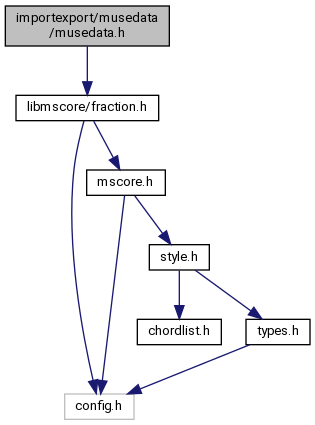 importexport/musedata
/musedata.h
libmscore/fraction.h
mscore.h
style.h
chordlist.h
types.h
config.h